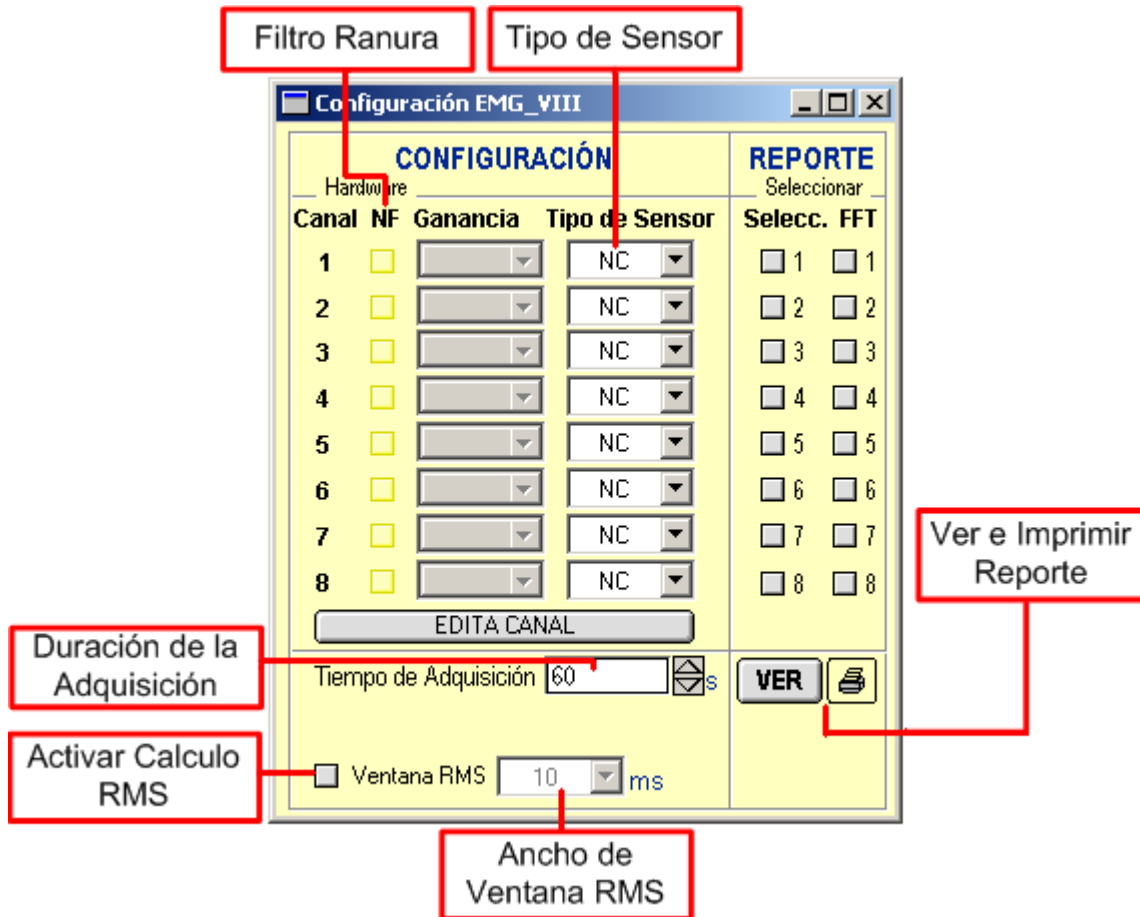 Filtro Ranura
Tipo de Sensor
Configuración EMG_VIII
CONFIGURACIÓN
REPORTE
Hardware
Seleccionar
Canal NF Ganancia Tipo de Sensor Selecc. FFT
1 NC 1 1
2 NC 2 2
3 NC 3 3
4 NC 4 4
5 NC 5 5
6 NC 6 6
7 NC 7 7
8 NC 8 8
EDITA CANAL
Ver e Imprimir
Reporte
Duración de la
Adquisición
Tiempo de Adquisición 60 s
VER
Activar Calculo
RMS
Ventana RMS 10 ms
Ancho de
Ventana RMS